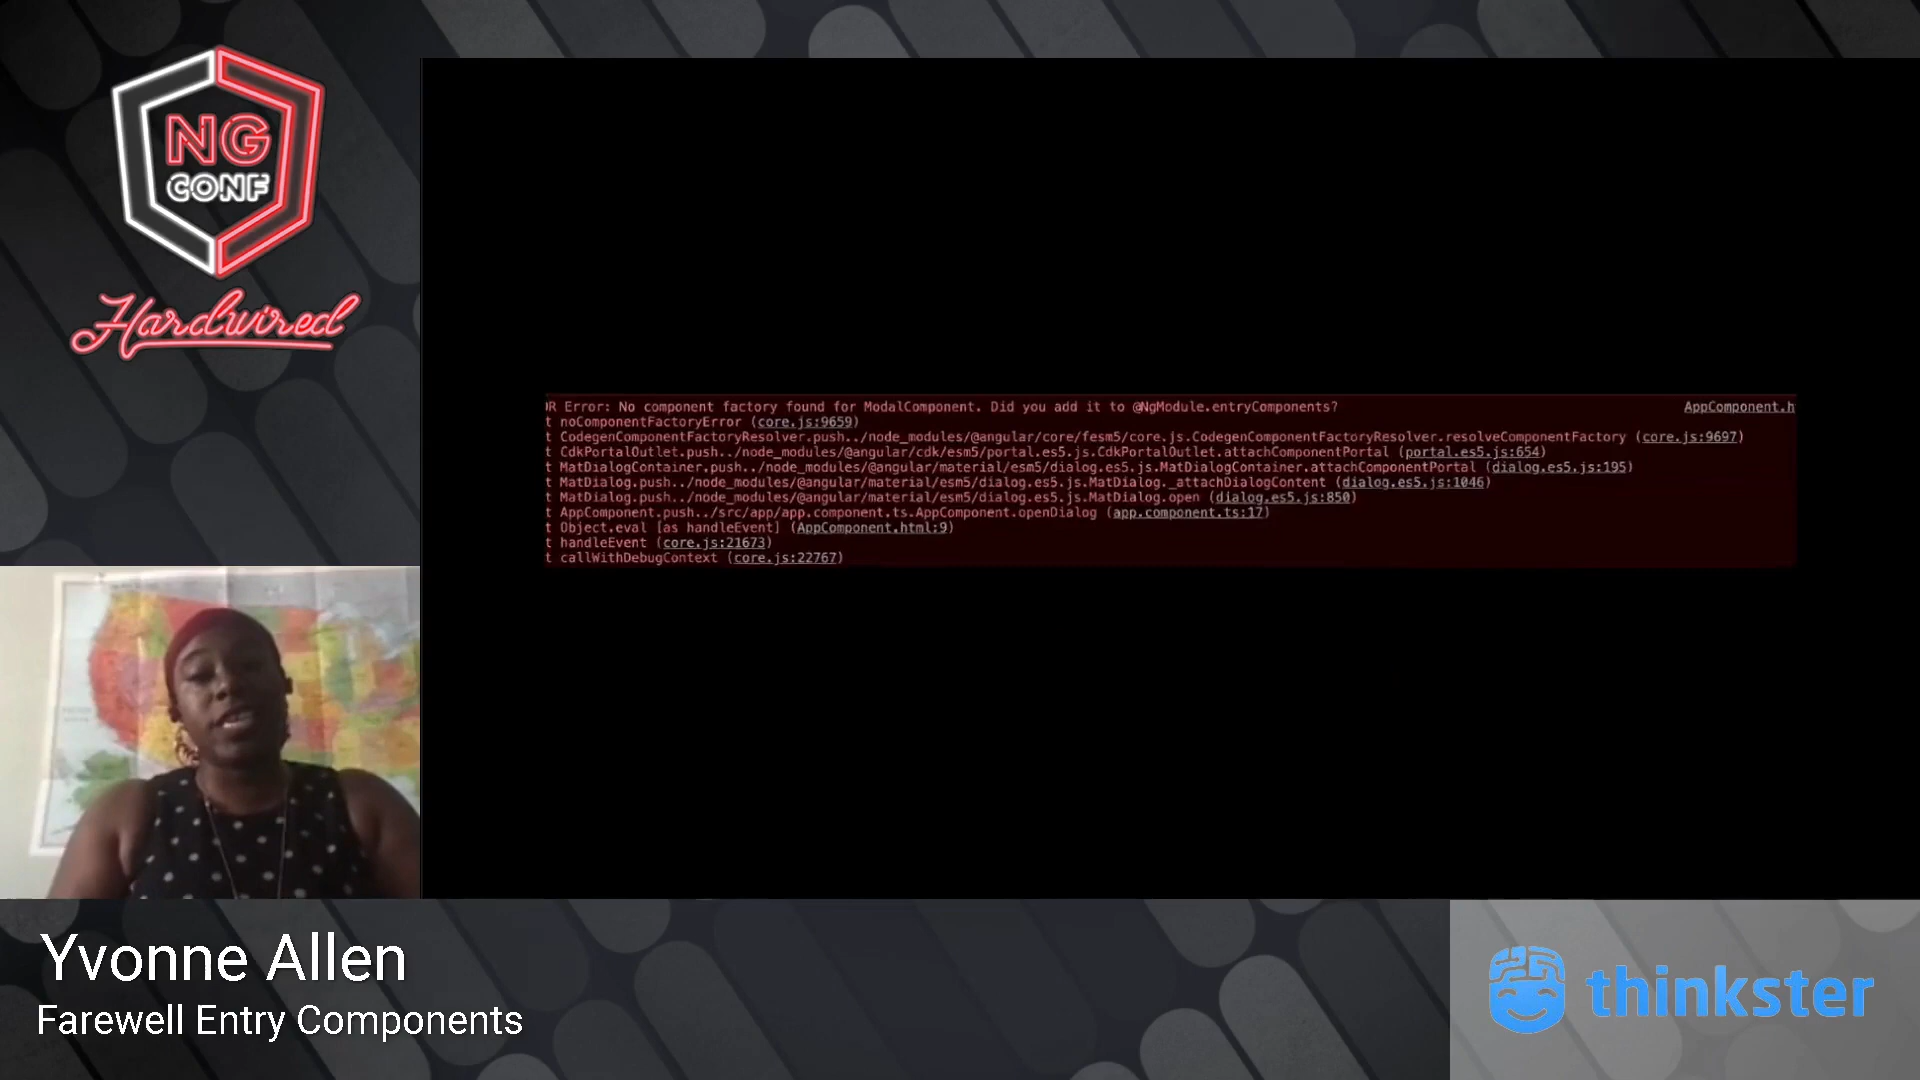 NG
CONF
Hardwired
R Error: No component factory found for ModalComponent. Did you add it to @NgModule.entryComponents?
AppComponent.h
t noComponentFactoryError (core.js:9659)
t CodegenComponentFactoryResolver.push../node_modules/@angular/core/fesm5/core.js.CodegenComponentFactoryResolver.resolveComponentFactory (core.js:9697)
t CdkPortalOutlet.push../node_modules/@angular/cdk/esm5/portal.es5.js.CdkPortalOutlet.attachComponentPortal (portal.es5.js:654)
t MatDialogContainer.push../node_modules/@angular/material/esm5/dialog.es5.js.MatDialogContainer.attachComponentPortal (dialog.es5.js:195)
t MatDialog.push../node_modules/@angular/material/esm5/dialog.es5.js.MatDialog._attachDialogContent (dialog.es5.js:1046)
t MatDialog.push../node_modules/@angular/material/esm5/dialog.es5.js.MatDialog.open (dialog.es5.js:850)
t AppComponent.push../src/app/app.component.ts.AppComponent.openDialog (app.component.ts:17)
t Object.eval [as handleEvent] (AppComponent.html:9)
t handleEvent (core.js:21673)
t callWithDebugContext (core.js:22767)
Yvonne Allen
Farewell Entry Components
thinkster